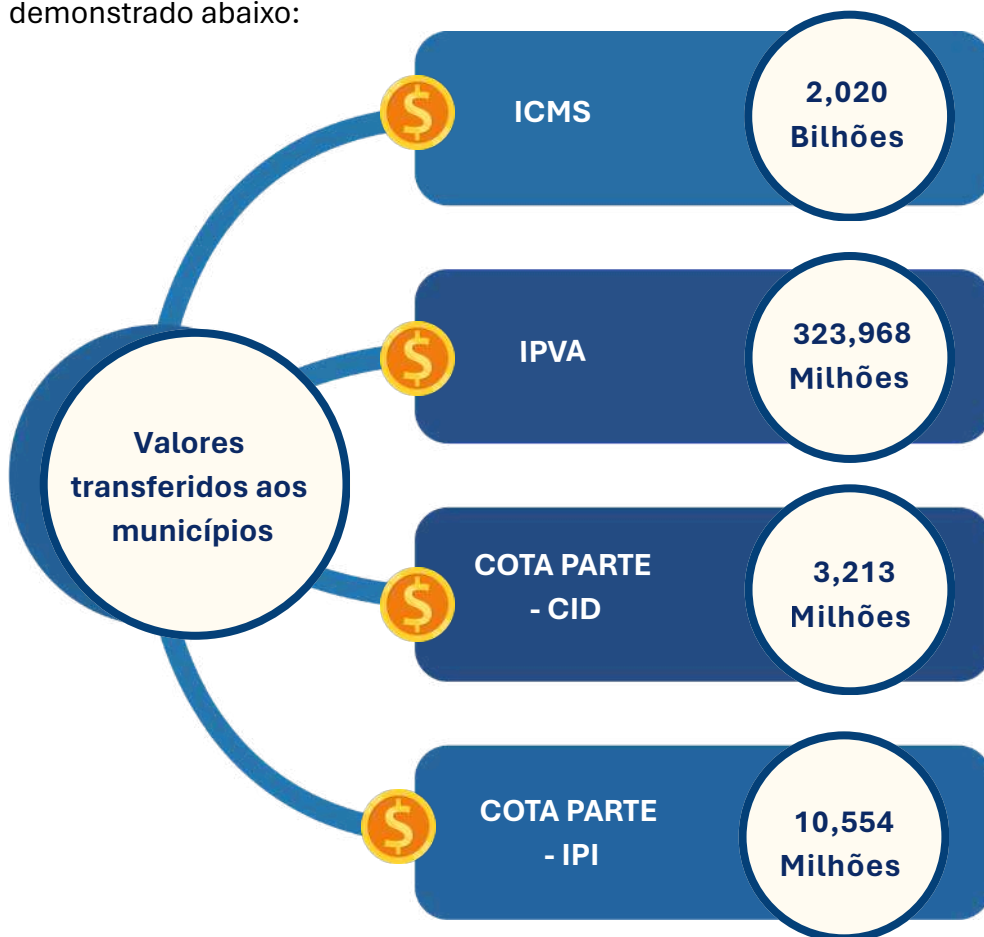 demonstrado abaixo:
ICMS
2,020
Bilhões
IPVA
323,968
Milhões
Valores
transferidos aos
municípios
COTA PARTE
- CID
3,213
Milhões
COTA PARTE
- IPI
10,554
Milhões